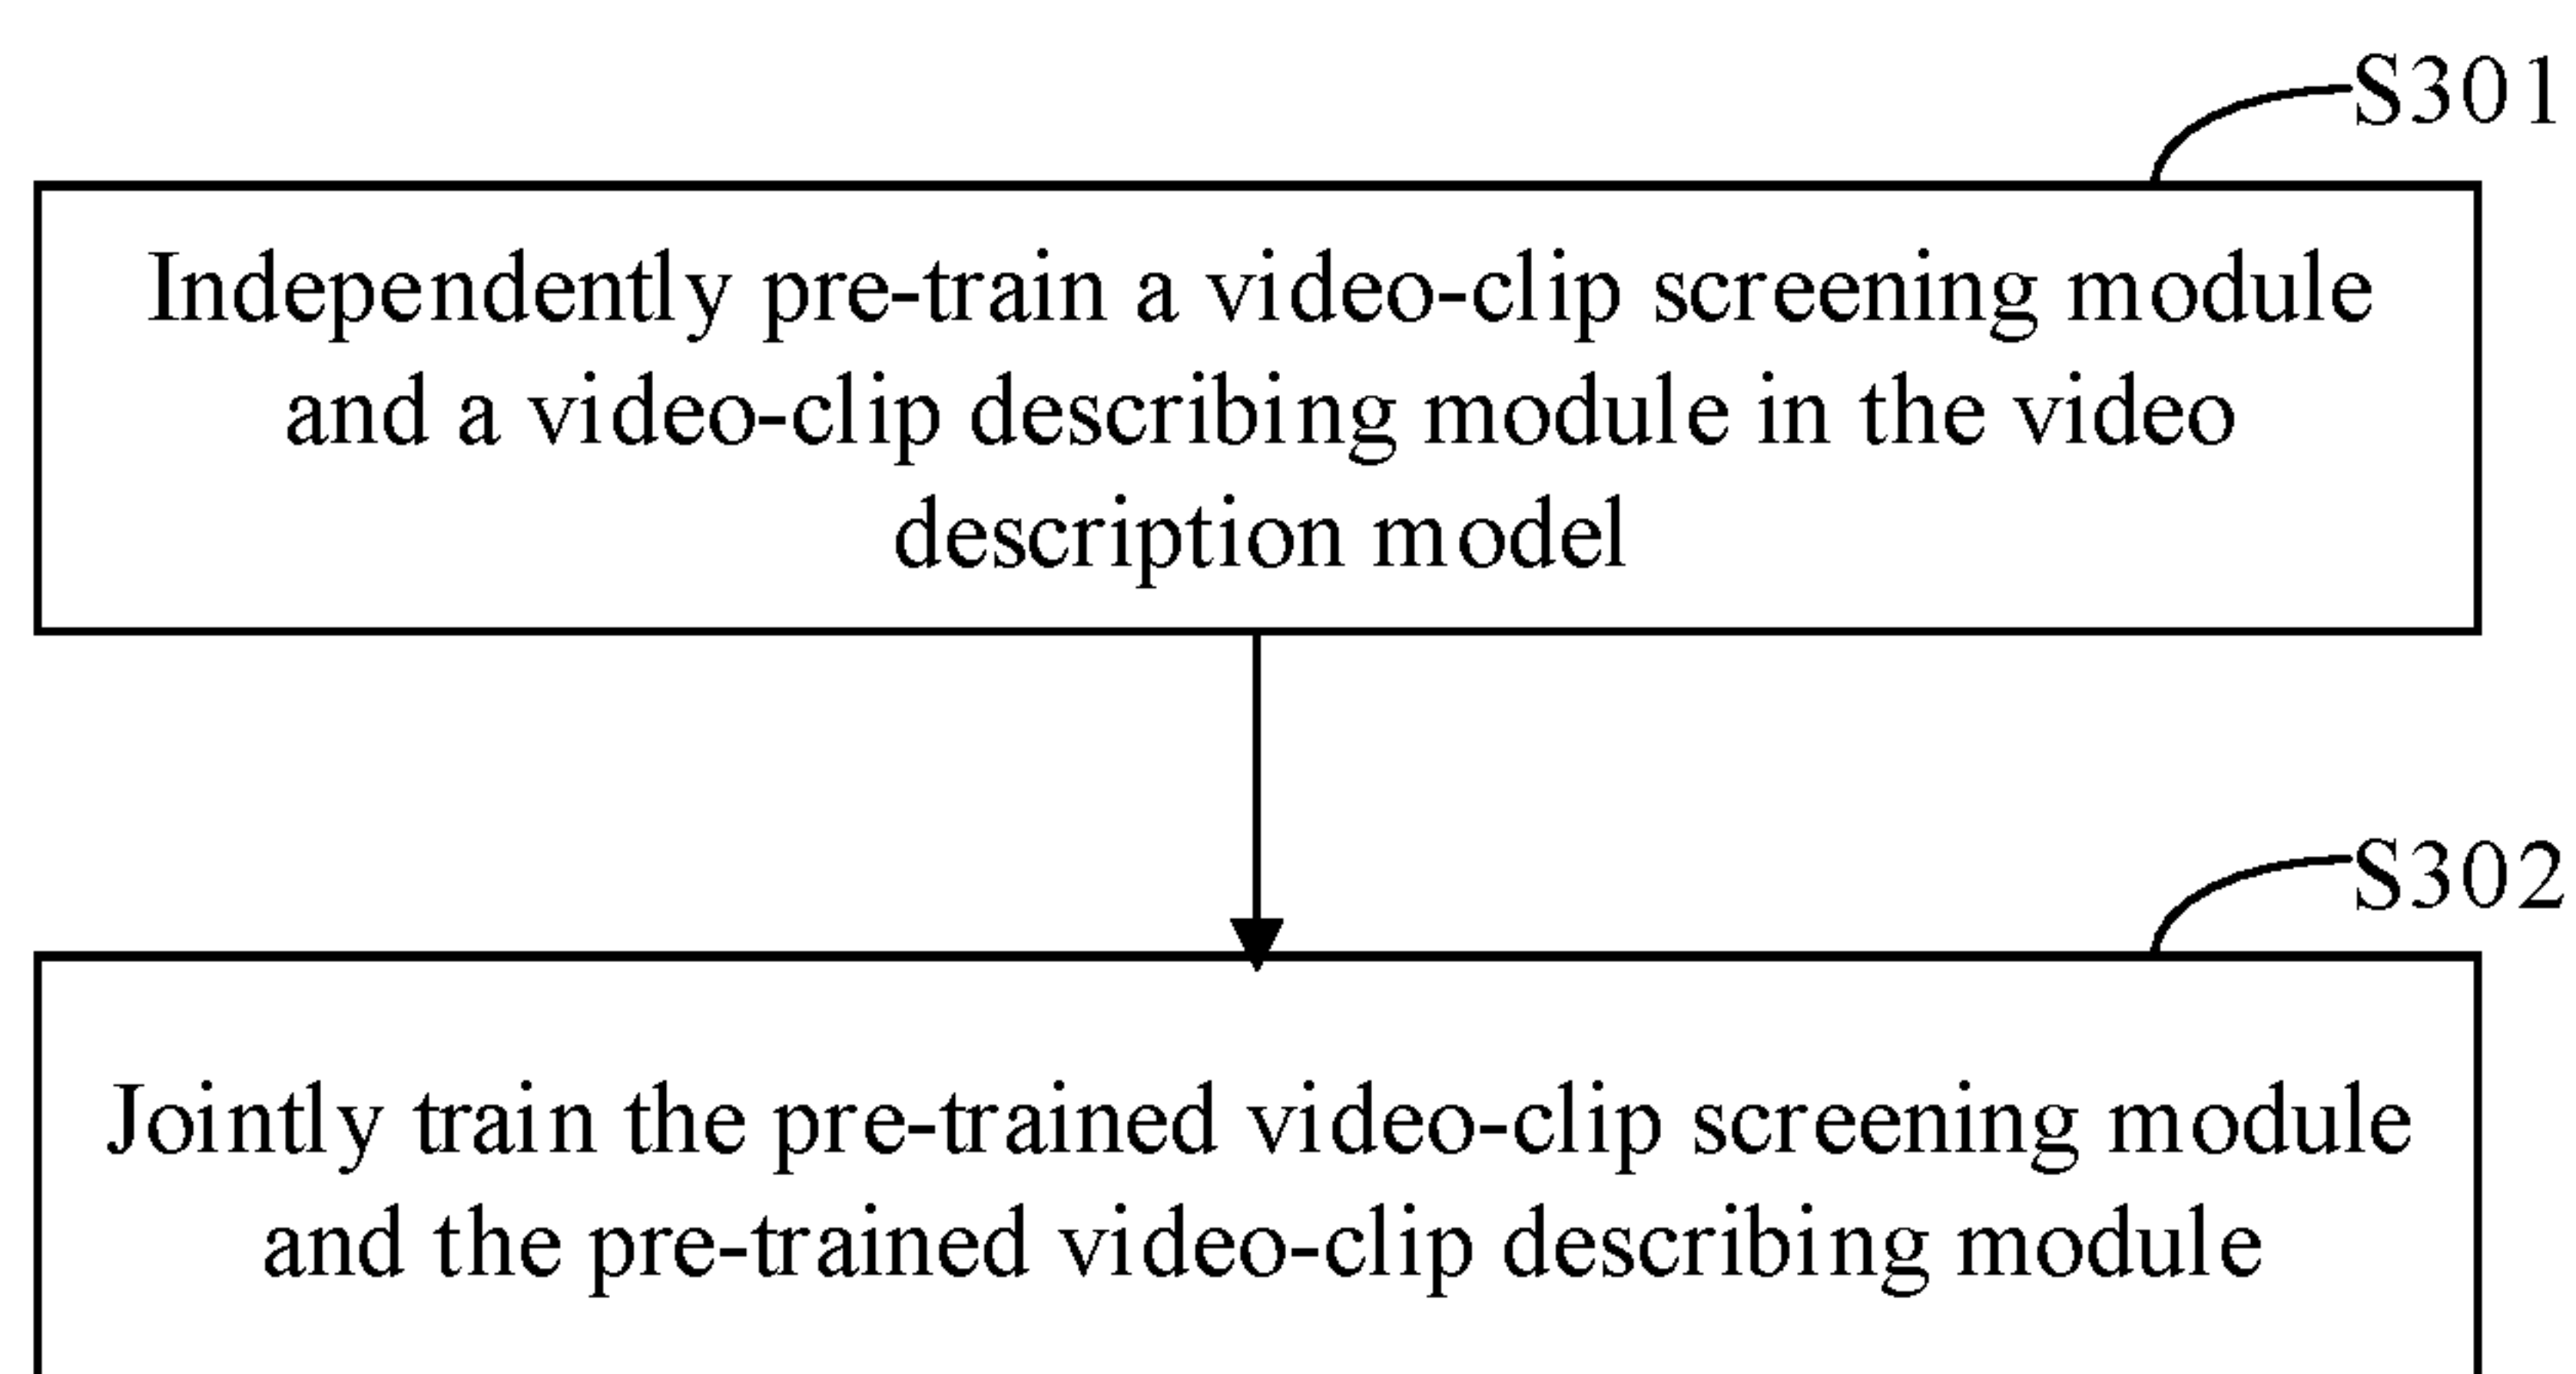 S301
Independently pre-train a video-clip screening module
and a video-clip describing module in the video
description model
S302
Jointly train the pre-trained video-clip screening module
and the pre-trained video-clip describing module